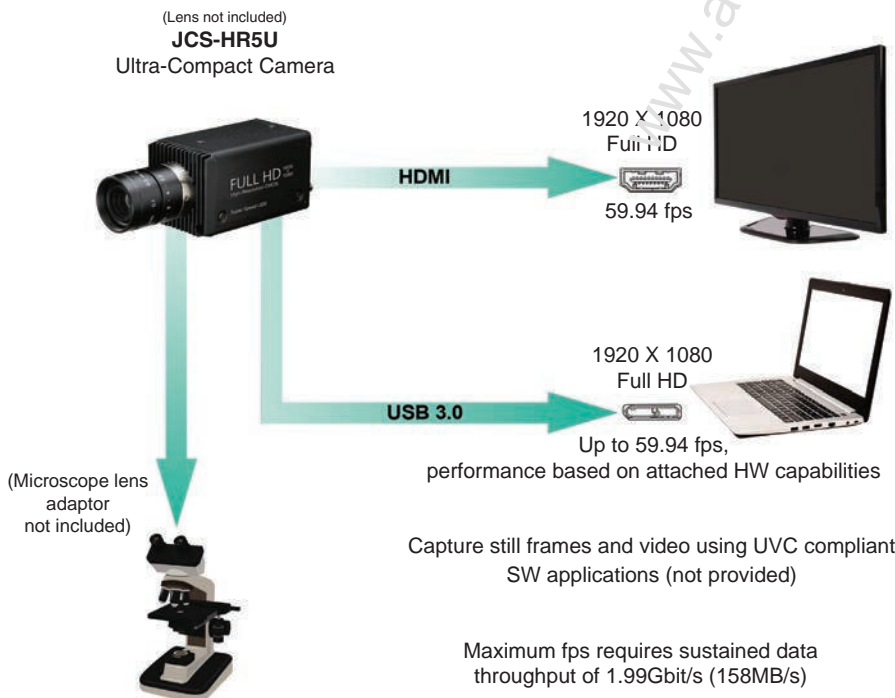 (Lens not included)
JCS-HR5U
Ultra-Compact Camera
FULL HD
HDMI
1920 X 1080
Full HD
59.94 fps
USB 3.0
1920 X 1080
Full HD
Up to 59.94 fps,
performance based on attached HW capabilities
(Microscope lens
adaptor
not included)
Capture still frames and video using UVC compliant
SW applications (not provided)
Maximum fps requires sustained data
throughput of 1.99Gbit/s (158MB/s)
www.a